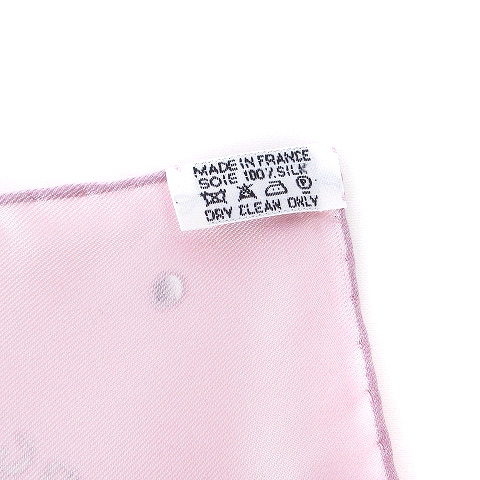 MADE IN FRANCE
SOIE 100% SILK
DRY CLEAN ONLY